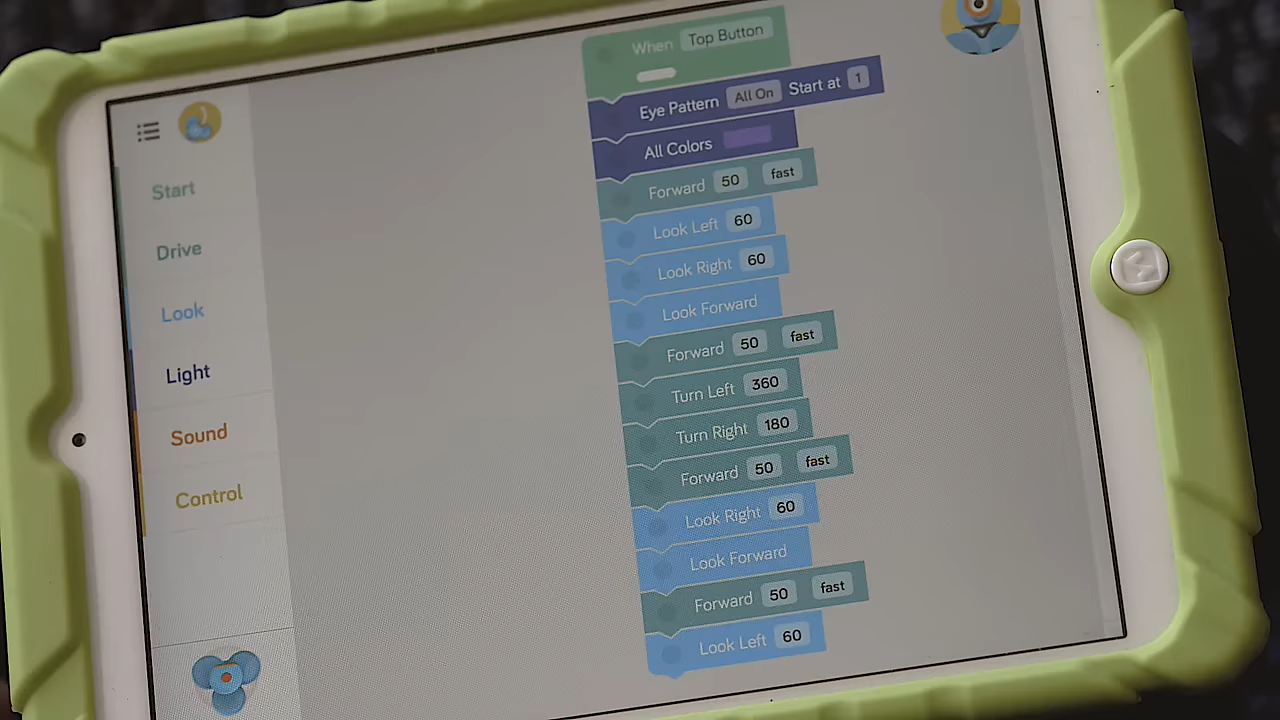 Start
Drive
Look
Light
Sound
Control
When Top Button
Eye Pattern All On Start at 1
All Colors
Forward 50 fast
Look Left 60
Look Right 60
Look Forward
Forward 50 fast
Turn Left 360
Turn Right 180
Forward 50 fast
Look Right 60
Look Forward
Forward 50 fast
Look Left 60